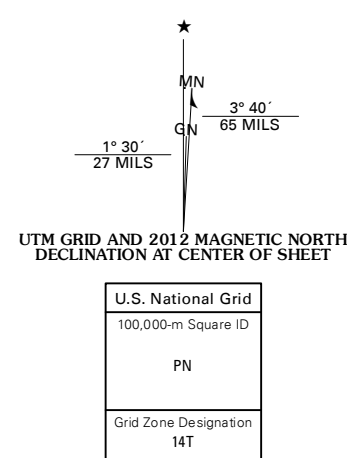 ★
MN
3° 40´
65 MILS
GN
1° 30´
27 MILS
UTM GRID AND 2012 MAGNETIC NORTH
DECLINATION AT CENTER OF SHEET
U.S. National Grid
100,000-m Square ID
PN
Grid Zone Designation
14T